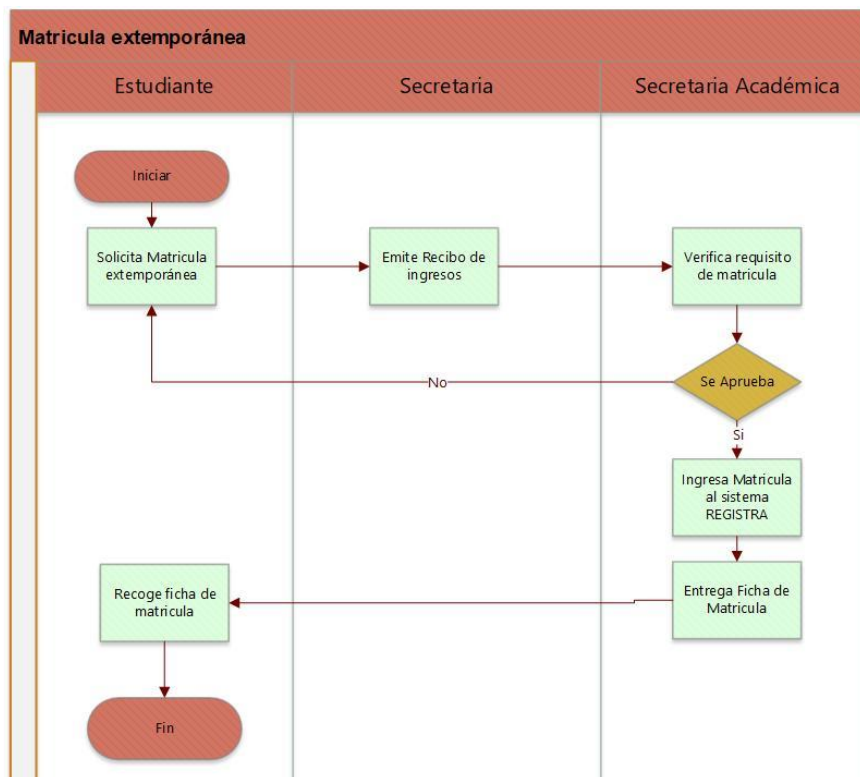 Matricula extemporánea
Estudiante
Secretaria
Secretaria Académica
Iniciar
Solicita Matricula
extemporánea
Emite Recibo de
ingresos
Verifica requisito
de matricula
No
Se Aprueba
Si
Ingresa Matricula
al sistema
REGISTRA
Recoge ficha de
matricula
Entrega Ficha de
Matricula
Fin